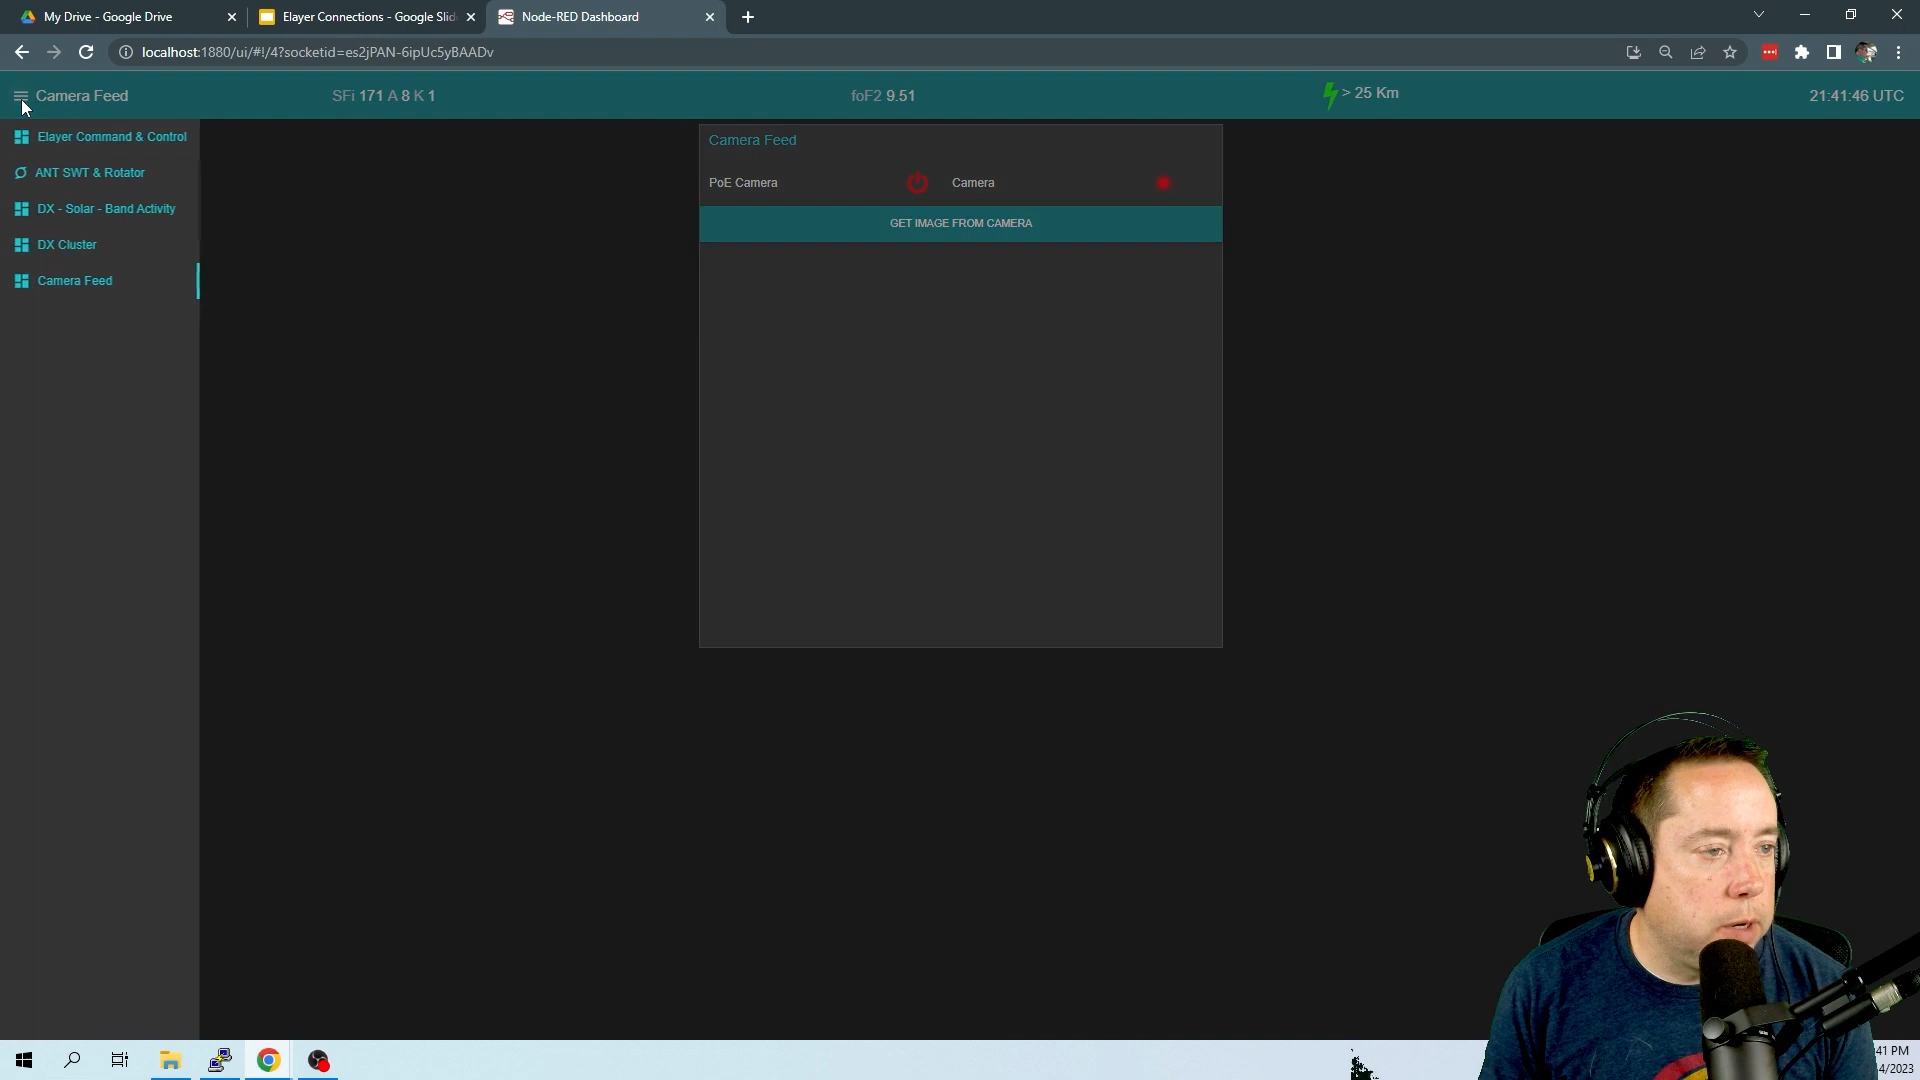 My Drive - Google Drive
Elayer Connections - Google Slid
Node-RED Dashboard
localhost:1880/ui/#!/4?socketid=es2jPAN-6ipUc5yBAADv
Camera Feed
SFi 171 A 8 K 1
foF2 9.51
> 25 Km
21:41:46 UTC
Elayer Command & Control
ANT SWT & Rotator
DX - Solar - Band Activity
DX Cluster
Camera Feed
Camera Feed
PoE Camera
Camera
GET IMAGE FROM CAMERA
41 PM
4/2023